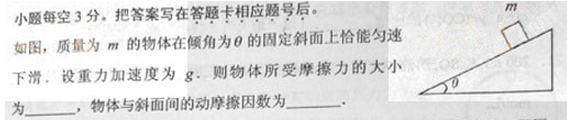 小题每空 3 分。把答案写在答题卡相应题号后。
如图，质量为 m 的物体在倾角为θ 的固定斜面上恰能匀速
下滑．设重力加速度为 g．则物体所受摩擦力的大小
为______，物体与斜面间的动摩擦因数为______．
m
θ